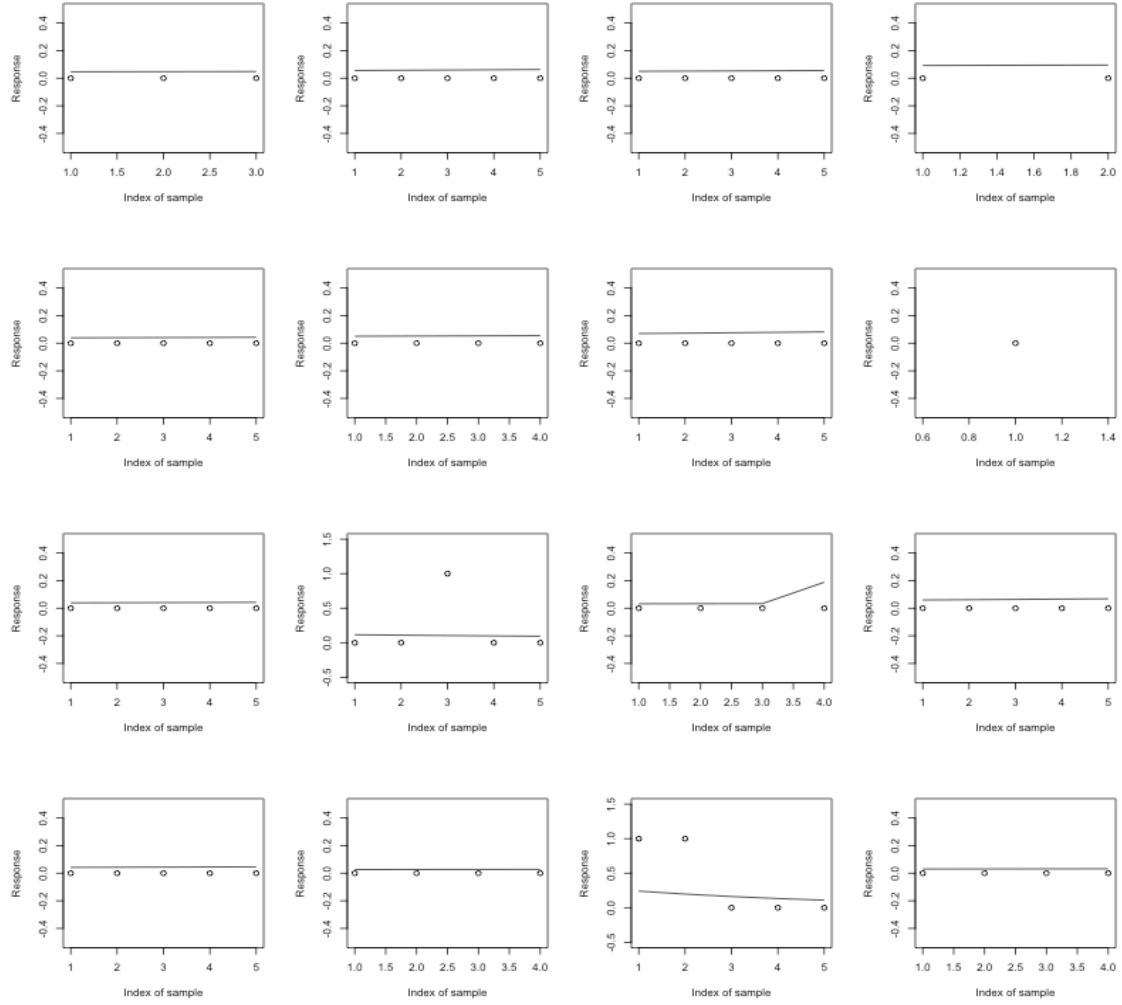 Response
-0.4 -0.2 0.0 0.2 0.4
1.0 1.5 2.0 2.5 3.0
Index of sample
Response
-0.4 -0.2 0.0 0.2 0.4
1 2 3 4 5
Index of sample
Response
-0.4 -0.2 0.0 0.2 0.4
1 2 3 4 5
Index of sample
Response
-0.4 -0.2 0.0 0.2 0.4
1.0 1.2 1.4 1.6 1.8 2.0
Index of sample
Response
-0.4 -0.2 0.0 0.2 0.4
1 2 3 4 5
Index of sample
Response
-0.4 -0.2 0.0 0.2 0.4
1.0 1.5 2.0 2.5 3.0 3.5 4.0
Index of sample
Response
-0.4 -0.2 0.0 0.2 0.4
1 2 3 4 5
Index of sample
Response
-0.4 -0.2 0.0 0.2 0.4
0.6 0.8 1.0 1.2 1.4
Index of sample
Response
-0.4 -0.2 0.0 0.2 0.4
1 2 3 4 5
Index of sample
Response
-0.5 0.0 0.5 1.0 1.5
1 2 3 4 5
Index of sample
Response
-0.4 -0.2 0.0 0.2 0.4
1.0 1.5 2.0 2.5 3.0 3.5 4.0
Index of sample
Response
-0.4 -0.2 0.0 0.2 0.4
1 2 3 4 5
Index of sample
Response
-0.4 -0.2 0.0 0.2 0.4
1 2 3 4 5
Index of sample
Response
-0.4 -0.2 0.0 0.2 0.4
1.0 1.5 2.0 2.5 3.0 3.5 4.0
Index of sample
Response
-0.5 0.0 0.5 1.0 1.5
1 2 3 4 5
Index of sample
Response
-0.4 -0.2 0.0 0.2 0.4
1.0 1.5 2.0 2.5 3.0 3.5 4.0
Index of sample